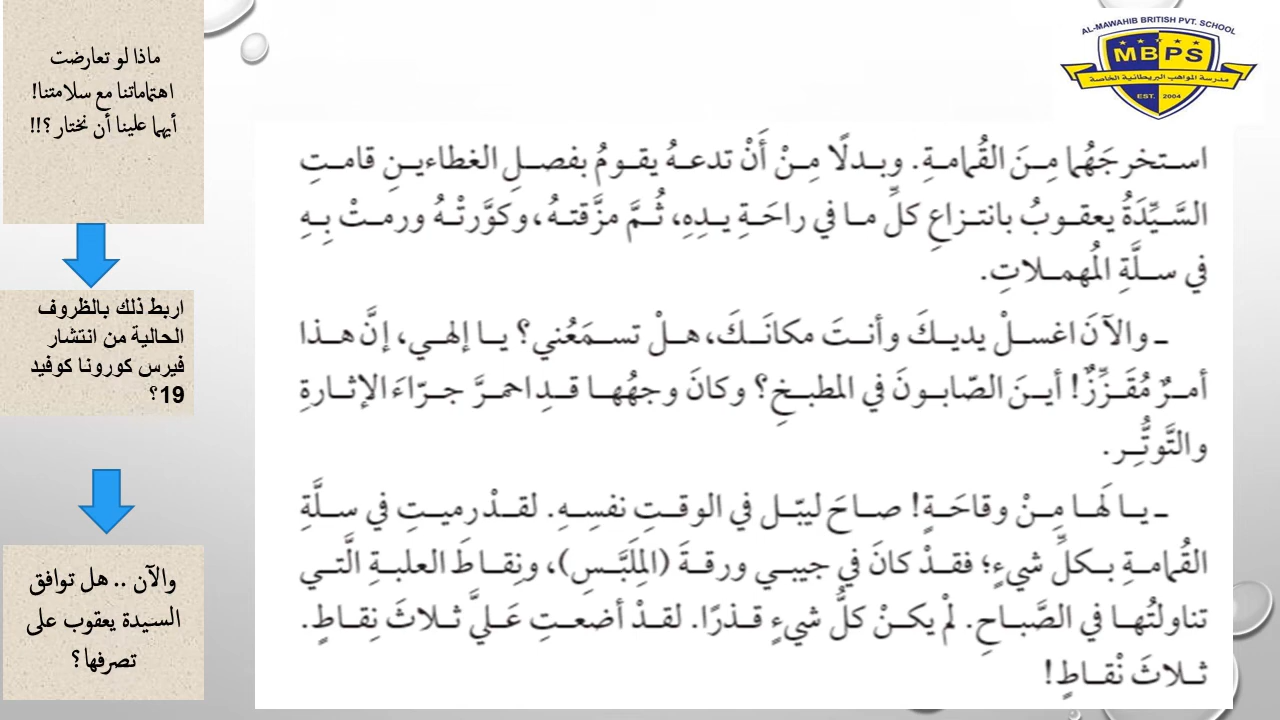 AL-MAWAHIB BRITISH PVT. SCHOOL
MBPS
مدرسة المواهب البريطانية الخاصة
EST. 2004
ماذا لو تعارضت
اهتماماتنا مع سلامتنا!
أيهما علينا أن نختار ؟!!
اربط ذلك بالظروف
الحالية من انتشار
فيرس كورونا كوفيد
19؟
والآن .. هل توافق
السيدة يعقوب على
تصرفها ؟
استخرجَهُما مِنَ القُمامةِ. وبدلًا مِنْ أَنْ تدعهُ يقومُ بفصلِ الغطاءينِ قامتِ
السَّيِّدَةُ يعقوبُ بانتزاعِ كلِّ ما في راحَةِ يدِهِ، ثُمَّ مزَّقتهُ، وكوَّرتْهُ ورمتْ بِهِ
في سلَّةِ المُهملاتِ.
ـ والآنَ اغسلْ يديكَ وأنتَ مكانَكَ، هلْ تسمَعُني؟ يا إلهي، إنَّ هذا
أمرٌ مُقَزِّزٌ! أينَ الصّابونَ في المطبخِ؟ وكانَ وجهُها قدِ احمرَّ جرّاءَ الإثارةِ
والتَّوتُّرِ.
ـ يا لَها مِنْ وقاحَةٍ! صاحَ ليبّل في الوقتِ نفسِهِ. لقدْ رميتِ في سلَّةِ
القُمامةِ بكلِّ شيءٍ؛ فقدْ كانَ في جيبي ورقةَ (المِلَبَّسِ)، ونِقاطَ العلبةِ الَّتي
تناولتُها في الصَّباحِ. لمْ يكنْ كلُّ شيءٍ قذرًا. لقدْ أضعتِ عَلَيَّ ثلاثَ نِقاطٍ.
ثلاثَ نْقاطٍ!